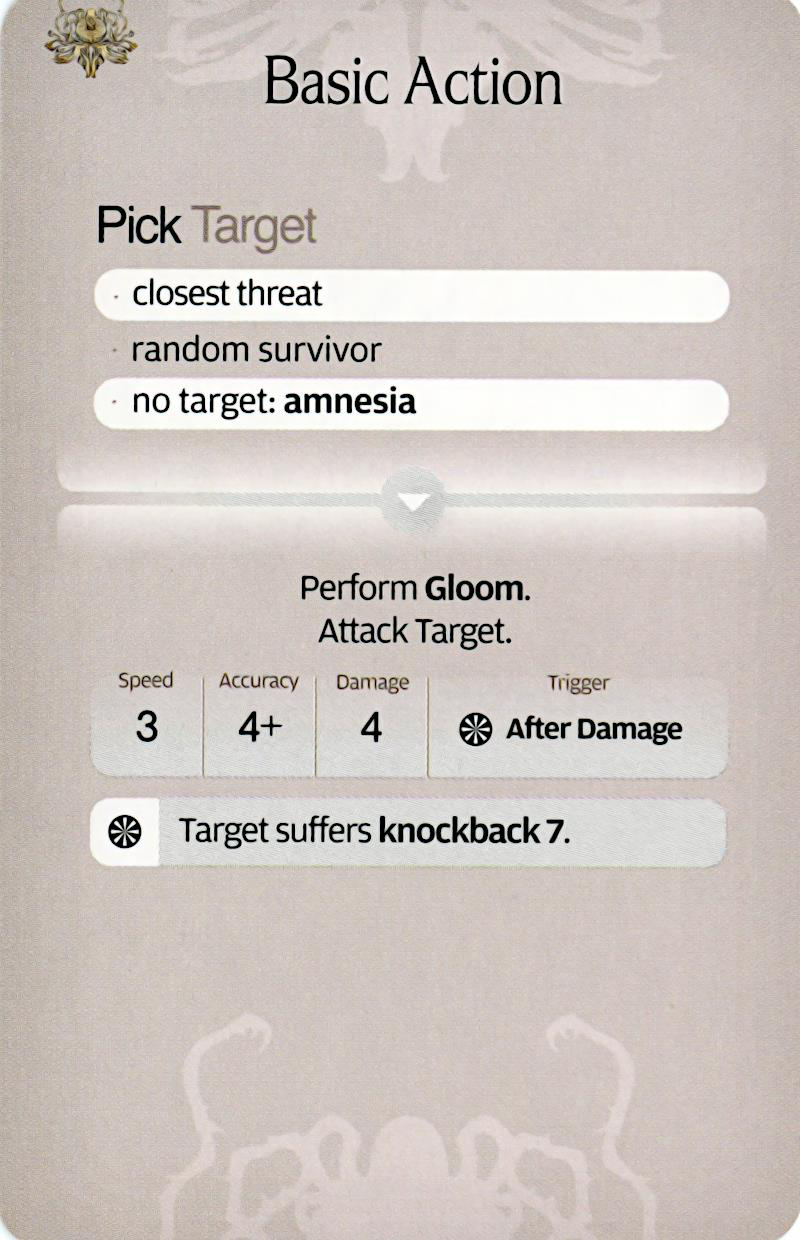 Basic Action
Pick Target
· closest threat
· random survivor
· no target: amnesia
Perform Gloom.
Attack Target.
Speed Accuracy Damage Trigger
3 4+ 4 After Damage
Target suffers knockback 7.